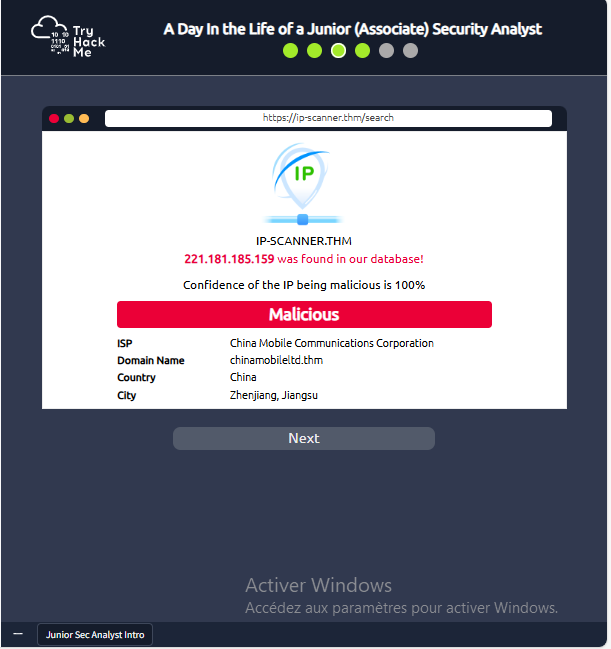 Try
Hack
Me
10 10
1110
A Day In the Life of a Junior (Associate) Security Analyst
https://ip-scanner.thm/search
IP
IP-SCANNER.THM
221.181.185.159 was found in our database!
Confidence of the IP being malicious is 100%
Malicious
ISP China Mobile Communications Corporation
Domain Name chinamobileltd.thm
Country China
City Zhenjiang, Jiangsu
Next
Activer Windows
Accédez aux paramètres pour activer Windows.
Junior Sec Analyst Intro